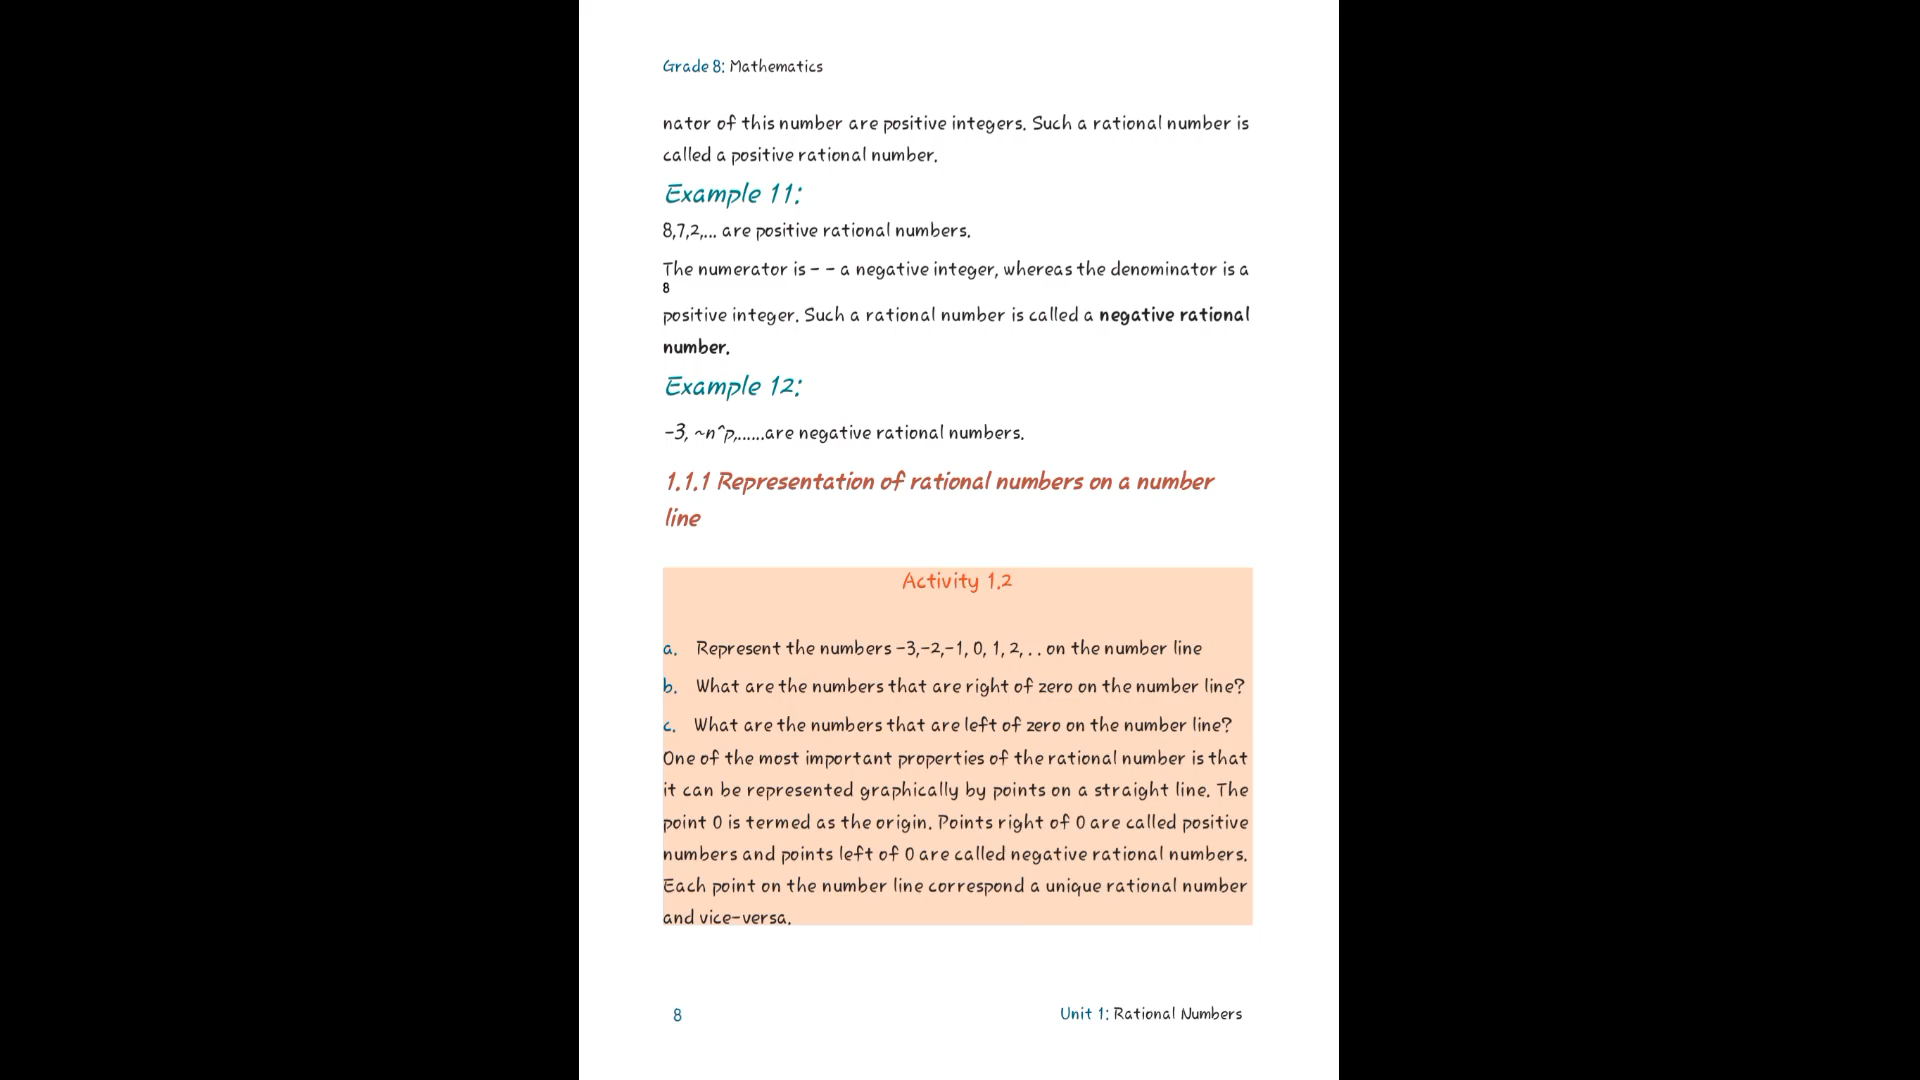 Grade 8: Mathematics
nator of this number are positive integers. Such a rational number is
called a positive rational number.
Example 11:
8,7,2,... are positive rational numbers.
The numerator is - - a negative integer, whereas the denominator is a
8
positive integer. Such a rational number is called a negative rational
number.
Example 12:
-3, ~n^p,......are negative rational numbers.
1.1.1 Representation of rational numbers on a number
line
Activity 1.2
a. Represent the numbers -3,-2,-1, 0, 1, 2, . . on the number line
b. What are the numbers that are right of zero on the number line?
c. What are the numbers that are left of zero on the number line?
One of the most important properties of the rational number is that
it can be represented graphically by points on a straight line. The
point 0 is termed as the origin. Points right of 0 are called positive
numbers and points left of 0 are called negative rational numbers.
Each point on the number line correspond a unique rational number
and vice-versa.
8
Unit 1: Rational Numbers